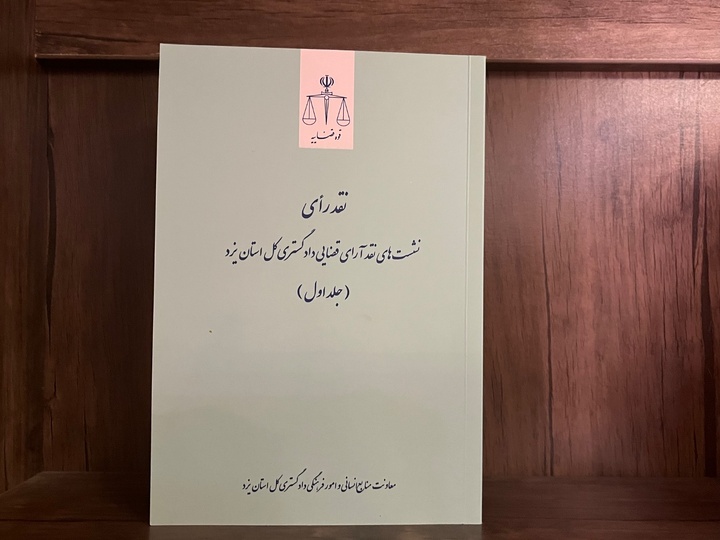 قوه قضاییه
نقد رأی
نشست‌های نقد آرای قضایی دادگستری کل استان یزد
(جلد اول)
معاونت منابع انسانی و امور فرهنگی دادگستری کل استان یزد